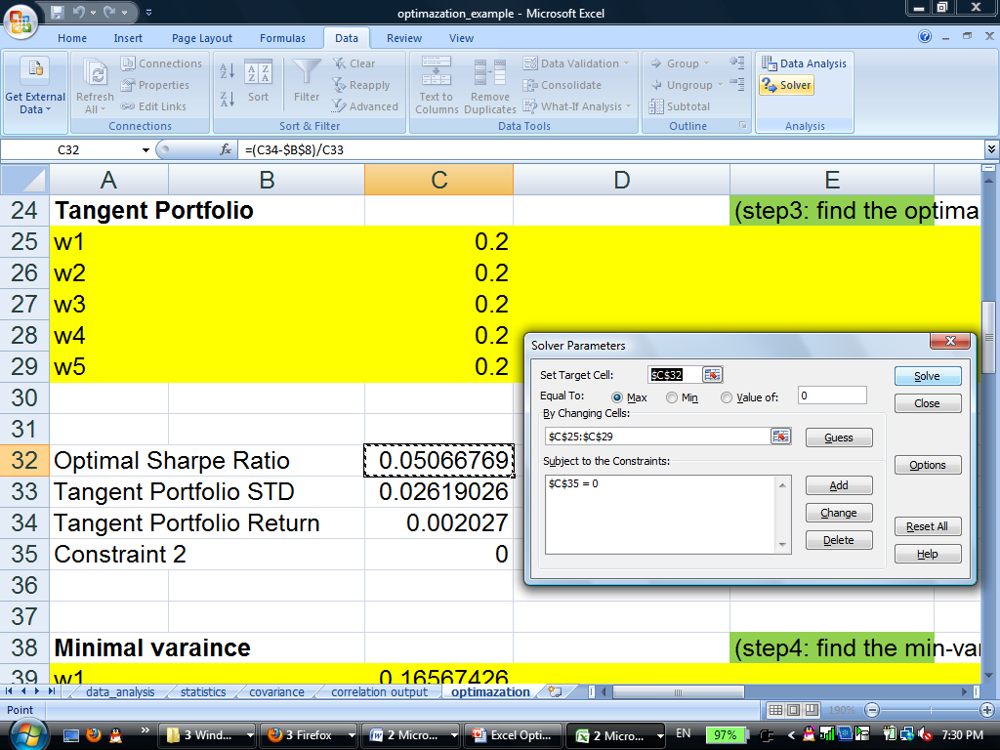 optimazation_example - Microsoft Excel
Home Insert Page Layout Formulas Data Review View
Get External Data
Refresh All
Connections
Properties
Edit Links
Connections
Sort
Filter
Clear
Reapply
Advanced
Sort & Filter
Text to Columns
Remove Duplicates
Data Validation
Consolidate
What-If Analysis
Data Tools
Group
Ungroup
Subtotal
Outline
Data Analysis
Solver
Analysis
C32 fx =(C34-$B$8)/C33
A B C D E
24 Tangent Portfolio (step3: find the optima
25 w1 0.2
26 w2 0.2
27 w3 0.2
28 w4 0.2
29 w5 0.2
30
31
32 Optimal Sharpe Ratio 0.05066769
33 Tangent Portfolio STD 0.02619026
34 Tangent Portfolio Return 0.002027
35 Constraint 2 0
36
37
38 Minimal varaince (step4: find the min-va
39 w1 0.16567426
Solver Parameters
Set Target Cell: $C$32 Solve
Equal To: Max Min Value of: 0 Close
By Changing Cells:
$C$25:$C$29 Guess
Subject to the Constraints: Options
$C$35 = 0 Add
Change
Reset All
Delete
Help
data_analysis statistics covariance correlation output optimazation
Point 190%
3 Wind... 3 Firefox 2 Micro... Excel Opti... 2 Micro... EN 97% 7:30 PM